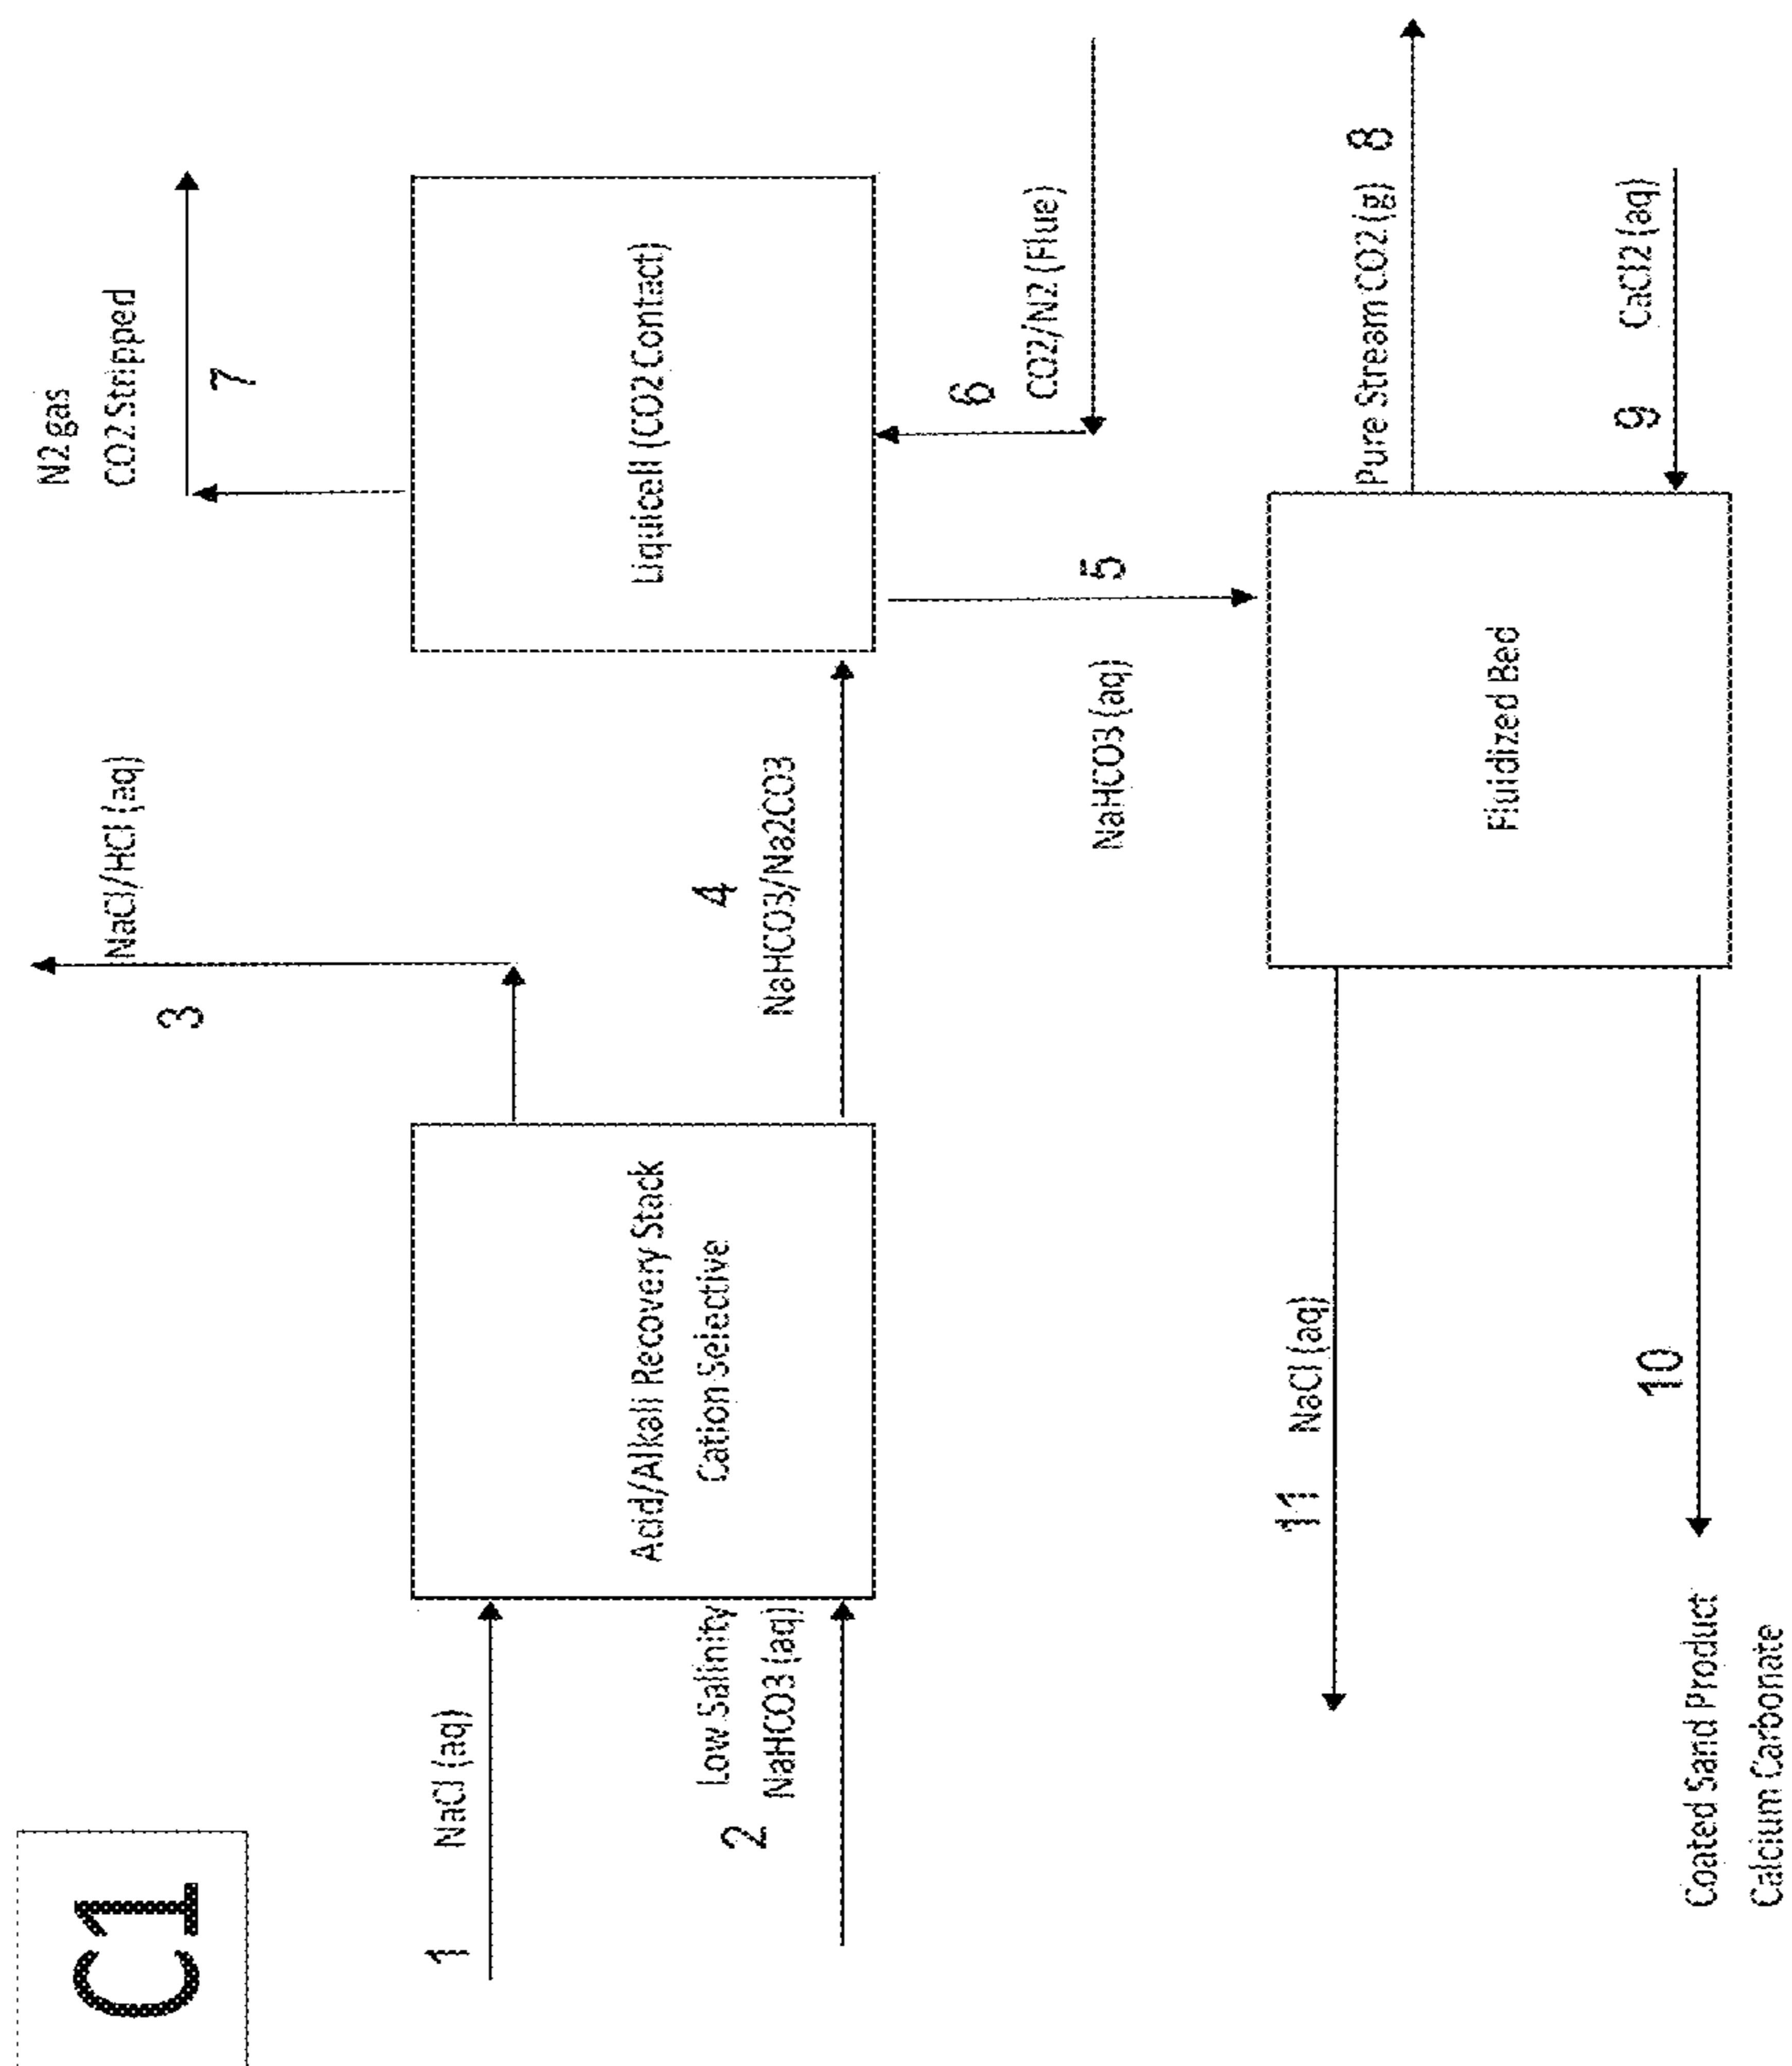 C1
1
NaCl (aq)
Low Salinity
2
NaHCO3 (aq)
Acid/Alkali Recovery Stack
Cation Selective
3
NaCl/HCl (aq)
4
NaHCO3/Na2CO3
N2 gas
CO2 Stripped
7
Liquicell (CO2 Contact)
6
CO2/N2 (Flue)
NaHCO3 (aq)
5
Fluidized Bed
Pure Stream CO2 (g) 8
9 CaCl2 (aq)
11 NaCl (aq)
10
Coated Sand Product
Calcium Carbonate